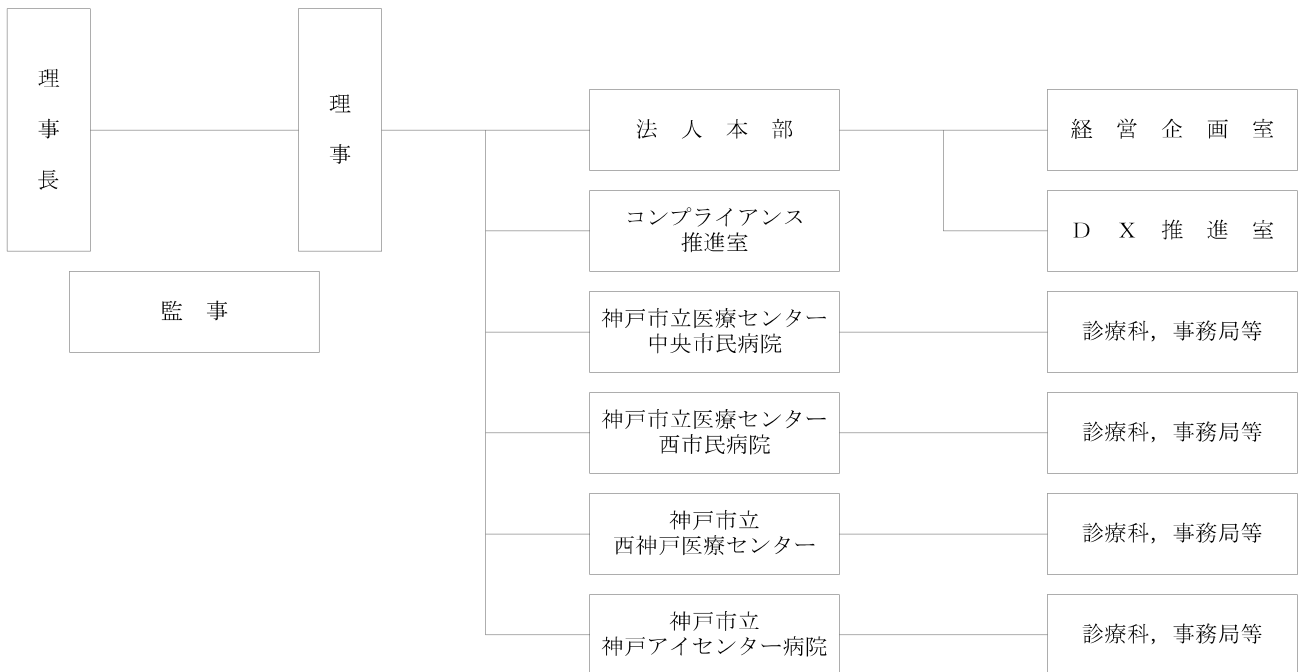 理事長
理事
監事
法人本部
経営企画室
コンプライアンス
推進室
DX推進室
神戸市立医療センター
中央市民病院
診療科，事務局等
神戸市立医療センター
西市民病院
診療科，事務局等
神戸市立
西神戸医療センター
診療科，事務局等
神戸市立
神戸アイセンター病院
診療科，事務局等